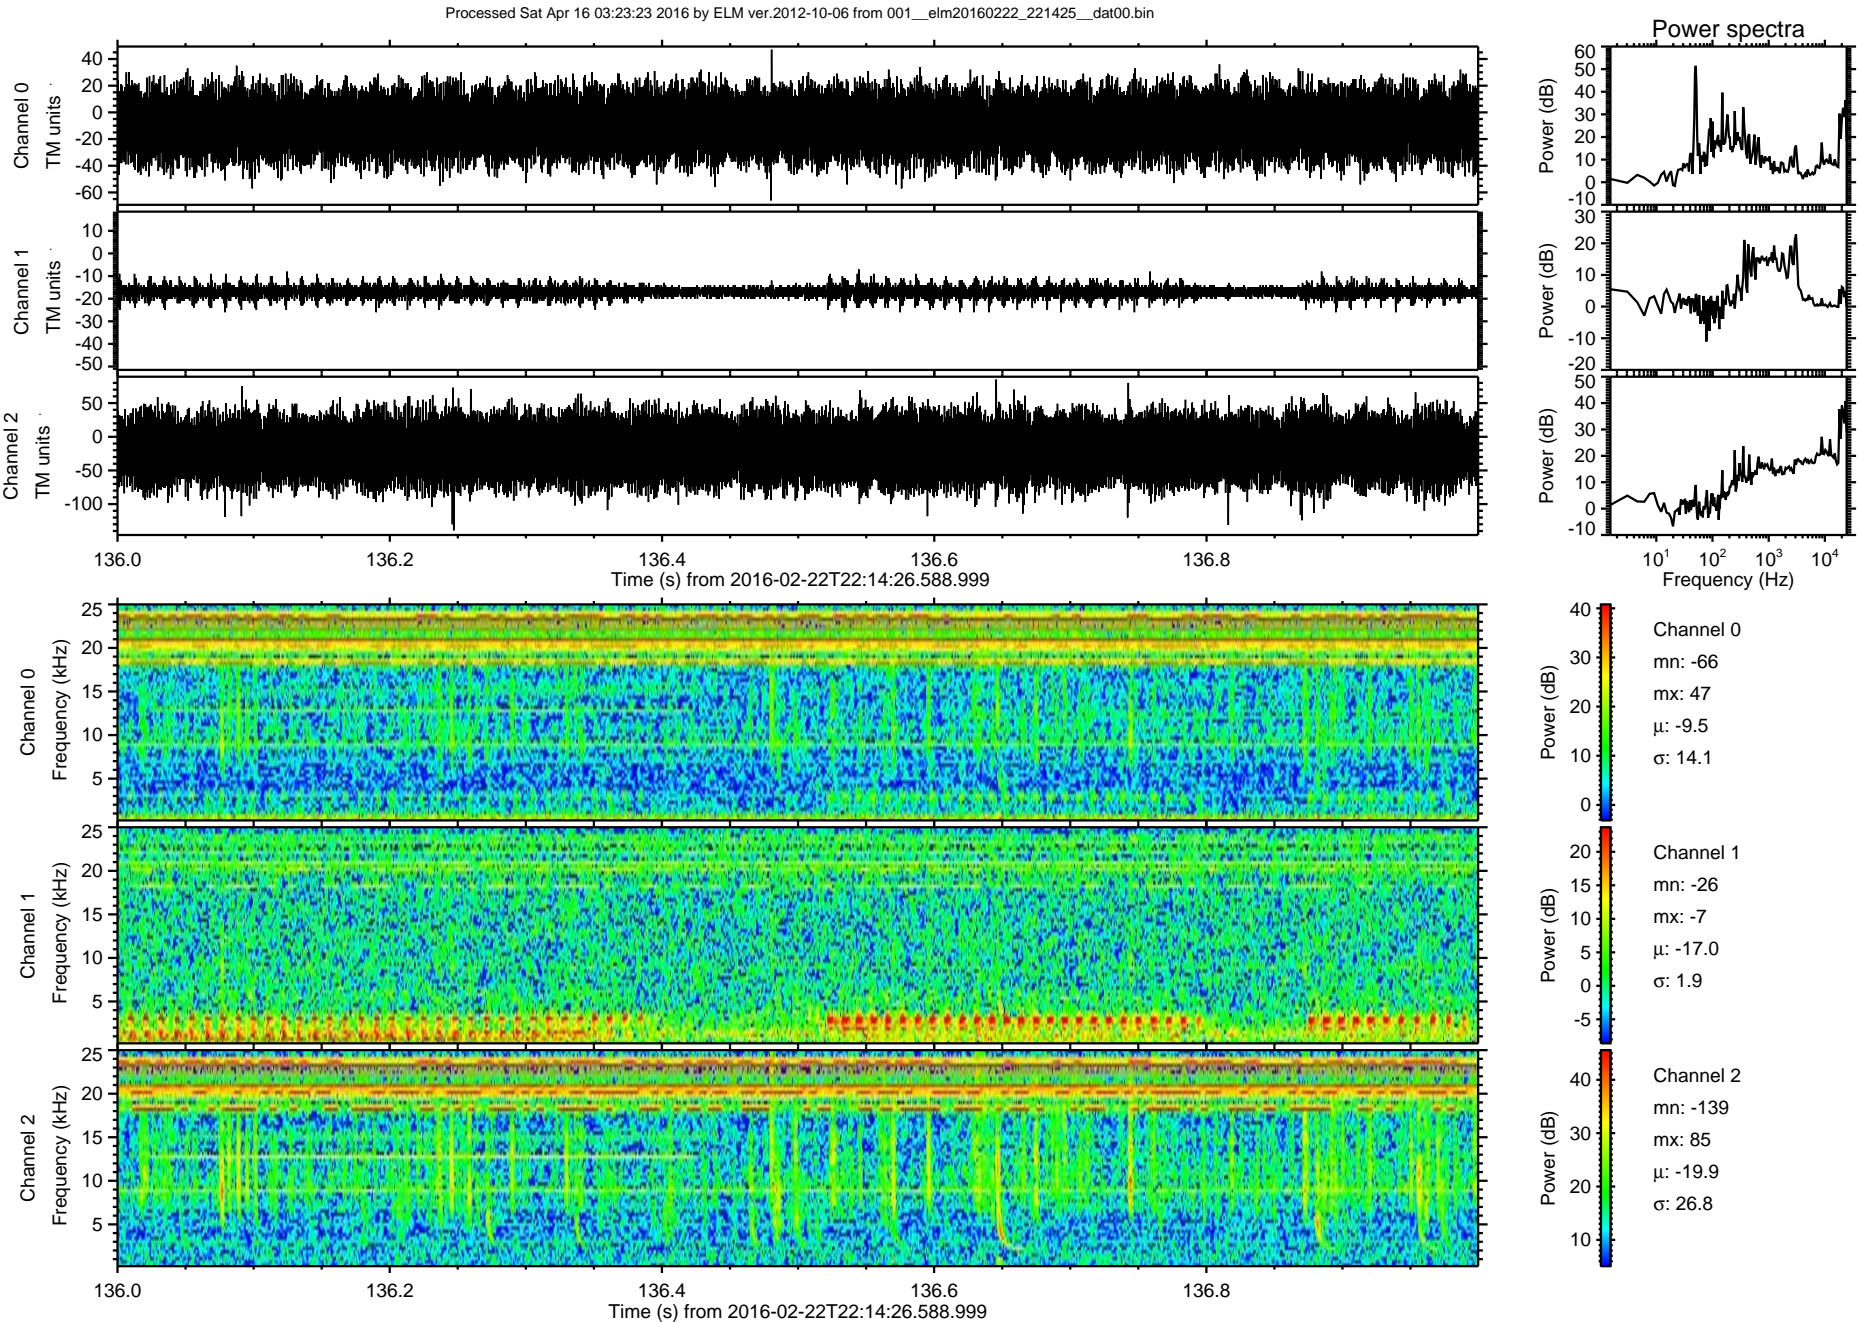 Processed Sat Apr 16 03:23:23 2016 by ELM ver.2012-10-06 from 001__elm20160222_221425__dat00.bin
Power spectra
Channel 0
TM units
40
20
0
-20
-40
-60
Power (dB)
60
50
40
30
20
10
0
-10
Channel 1
TM units
10
0
-10
-20
-30
-40
-50
Power (dB)
30
20
10
0
-10
-20
Channel 2
TM units
50
0
-50
-100
Power (dB)
50
40
30
20
10
0
-10
136.0 136.2 136.4 136.6 136.8
Time (s) from 2016-02-22T22:14:26.588.999
10^1 10^2 10^3 10^4
Frequency (Hz)
Channel 0
Frequency (kHz)
25
20
15
10
5
Power (dB)
40
30
20
10
0
Channel 0
mn: -66
mx: 47
μ: -9.5
σ: 14.1
Channel 1
Frequency (kHz)
25
20
15
10
5
Power (dB)
20
15
10
5
0
-5
Channel 1
mn: -26
mx: -7
μ: -17.0
σ: 1.9
Channel 2
Frequency (kHz)
25
20
15
10
5
Power (dB)
40
30
20
10
Channel 2
mn: -139
mx: 85
μ: -19.9
σ: 26.8
136.0 136.2 136.4 136.6 136.8
Time (s) from 2016-02-22T22:14:26.588.999